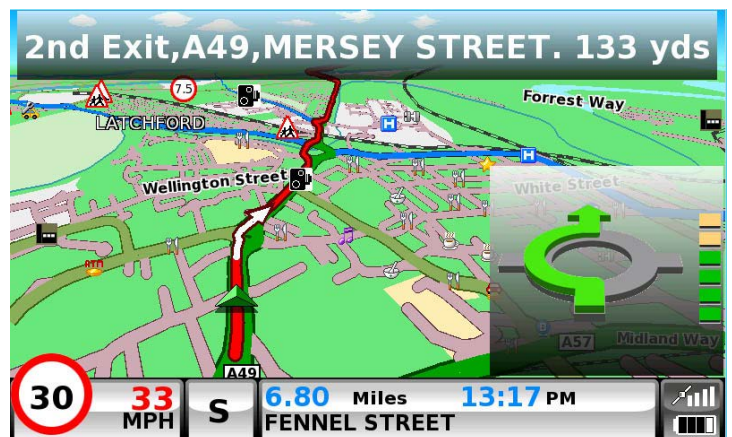 2nd Exit,A49,MERSEY STREET. 133 yds
7.5
Forrest Way
LATCHFORD
H
H
Wellington Street
White Street
ATM
A57
Midland Way
A49
30
33
MPH
S
6.80 Miles
13:17 PM
FENNEL STREET